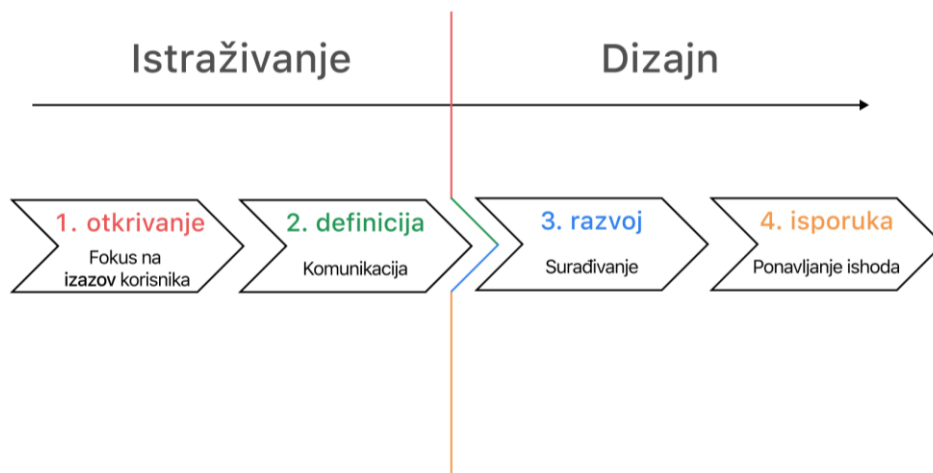 Istraživanje
Dizajn
1. otkrivanje
Fokus na
izazov korisnika
2. definicija
Komunikacija
3. razvoj
Surađivanje
4. isporuka
Ponavljanje ishoda